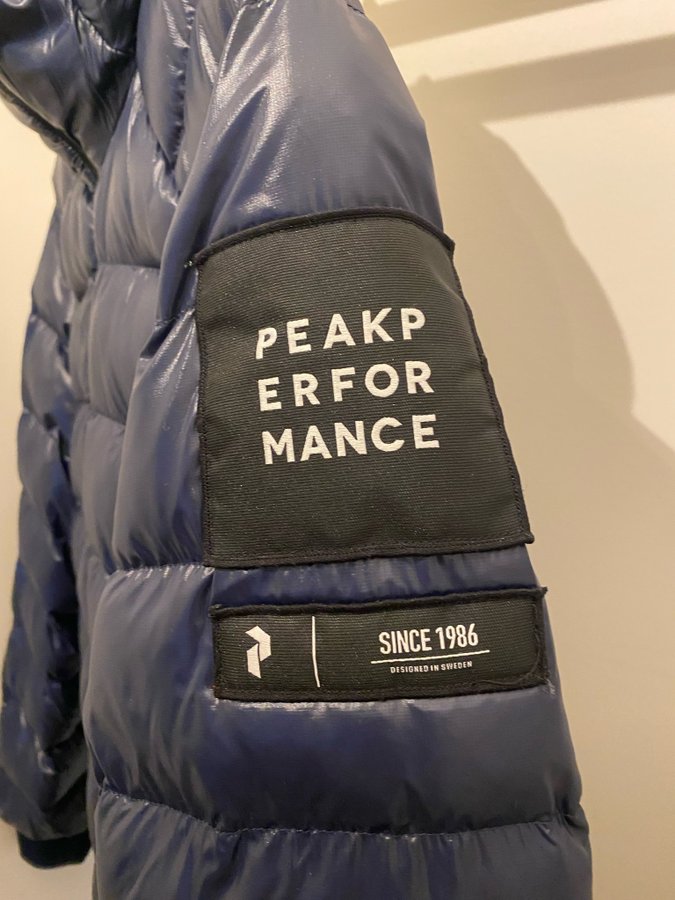 PEAKP
ERFOR
MANCE
SINCE 1986
DESIGNED IN SWEDEN